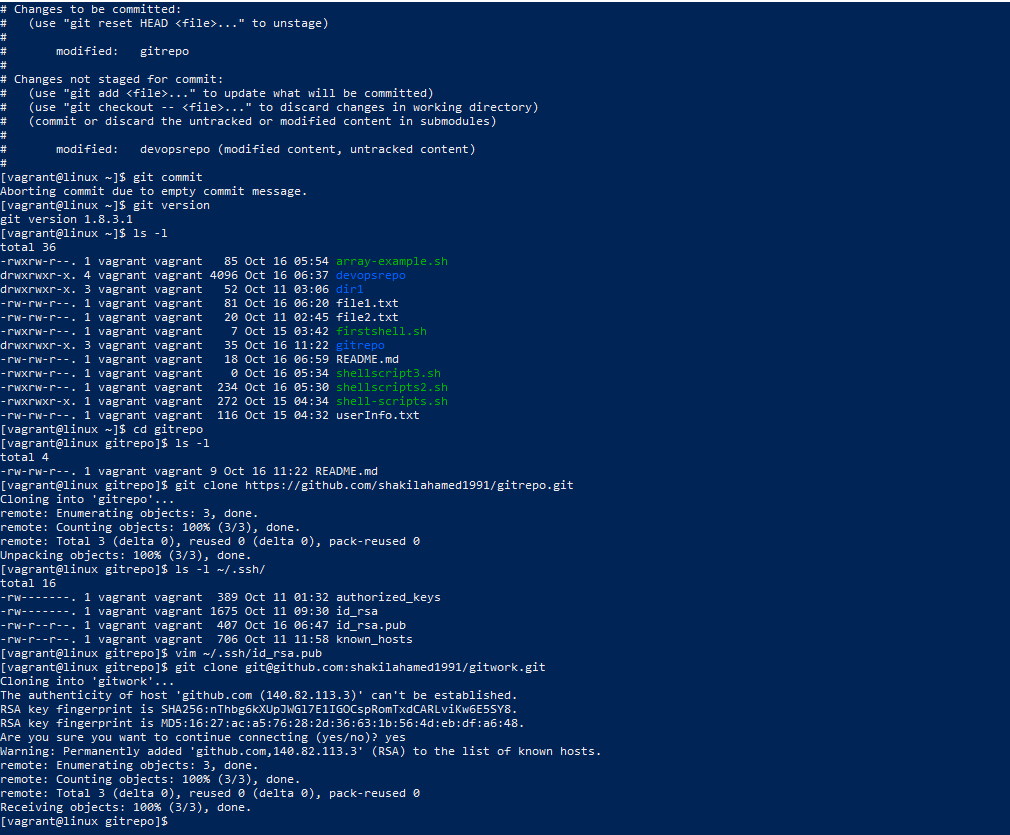 # Changes to be committed:
#   (use "git reset HEAD <file>..." to unstage)
#
#       modified:   gitrepo
#
# Changes not staged for commit:
#   (use "git add <file>..." to update what will be committed)
#   (use "git checkout -- <file>..." to discard changes in working directory)
#   (commit or discard the untracked or modified content in submodules)
#
#       modified:   devopsrepo (modified content, untracked content)
#
[vagrant@linux ~]$ git commit
Aborting commit due to empty commit message.
[vagrant@linux ~]$ git version
git version 1.8.3.1
[vagrant@linux ~]$ ls -l
total 36
-rwxrw-r--. 1 vagrant vagrant   85 Oct 16 05:54 array-example.sh
drwxrwxr-x. 4 vagrant vagrant 4096 Oct 16 06:37 devopsrepo
drwxrwxr-x. 3 vagrant vagrant   52 Oct 11 03:06 dir1
-rw-rw-r--. 1 vagrant vagrant   81 Oct 16 06:20 file1.txt
-rw-rw-r--. 1 vagrant vagrant   20 Oct 11 02:45 file2.txt
-rwxrw-r--. 1 vagrant vagrant    7 Oct 15 03:42 firstshell.sh
drwxrwxr-x. 3 vagrant vagrant   35 Oct 16 11:22 gitrepo
-rw-rw-r--. 1 vagrant vagrant   18 Oct 16 06:59 README.md
-rwxrw-r--. 1 vagrant vagrant    0 Oct 16 05:34 shellscript3.sh
-rwxrw-r--. 1 vagrant vagrant  234 Oct 16 05:30 shellscripts2.sh
-rwxrwxr-x. 1 vagrant vagrant  272 Oct 15 04:34 shell-scripts.sh
-rw-rw-r--. 1 vagrant vagrant  116 Oct 15 04:32 userInfo.txt
[vagrant@linux ~]$ cd gitrepo
[vagrant@linux gitrepo]$ ls -l
total 4
-rw-rw-r--. 1 vagrant vagrant 9 Oct 16 11:22 README.md
[vagrant@linux gitrepo]$ git clone https://github.com/shakilahamed1991/gitrepo.git
Cloning into 'gitrepo'...
remote: Enumerating objects: 3, done.
remote: Counting objects: 100% (3/3), done.
remote: Total 3 (delta 0), reused 0 (delta 0), pack-reused 0
Unpacking objects: 100% (3/3), done.
[vagrant@linux gitrepo]$ ls -l ~/.ssh/
total 16
-rw-------. 1 vagrant vagrant  389 Oct 11 01:32 authorized_keys
-rw-------. 1 vagrant vagrant 1675 Oct 11 09:30 id_rsa
-rw-r--r--. 1 vagrant vagrant  407 Oct 16 06:47 id_rsa.pub
-rw-r--r--. 1 vagrant vagrant  706 Oct 11 11:58 known_hosts
[vagrant@linux gitrepo]$ vim ~/.ssh/id_rsa.pub
[vagrant@linux gitrepo]$ git clone git@github.com:shakilahamed1991/gitwork.git
Cloning into 'gitwork'...
The authenticity of host 'github.com (140.82.113.3)' can't be established.
RSA key fingerprint is SHA256:nThbg6kXUpJWGl7E1IGOCspRomTxdCARLviKw6E5SY8.
RSA key fingerprint is MD5:16:27:ac:a5:76:28:2d:36:63:1b:56:4d:eb:df:a6:48.
Are you sure you want to continue connecting (yes/no)? yes
Warning: Permanently added 'github.com,140.82.113.3' (RSA) to the list of known hosts.
remote: Enumerating objects: 3, done.
remote: Counting objects: 100% (3/3), done.
remote: Total 3 (delta 0), reused 0 (delta 0), pack-reused 0
Receiving objects: 100% (3/3), done.
[vagrant@linux gitrepo]$